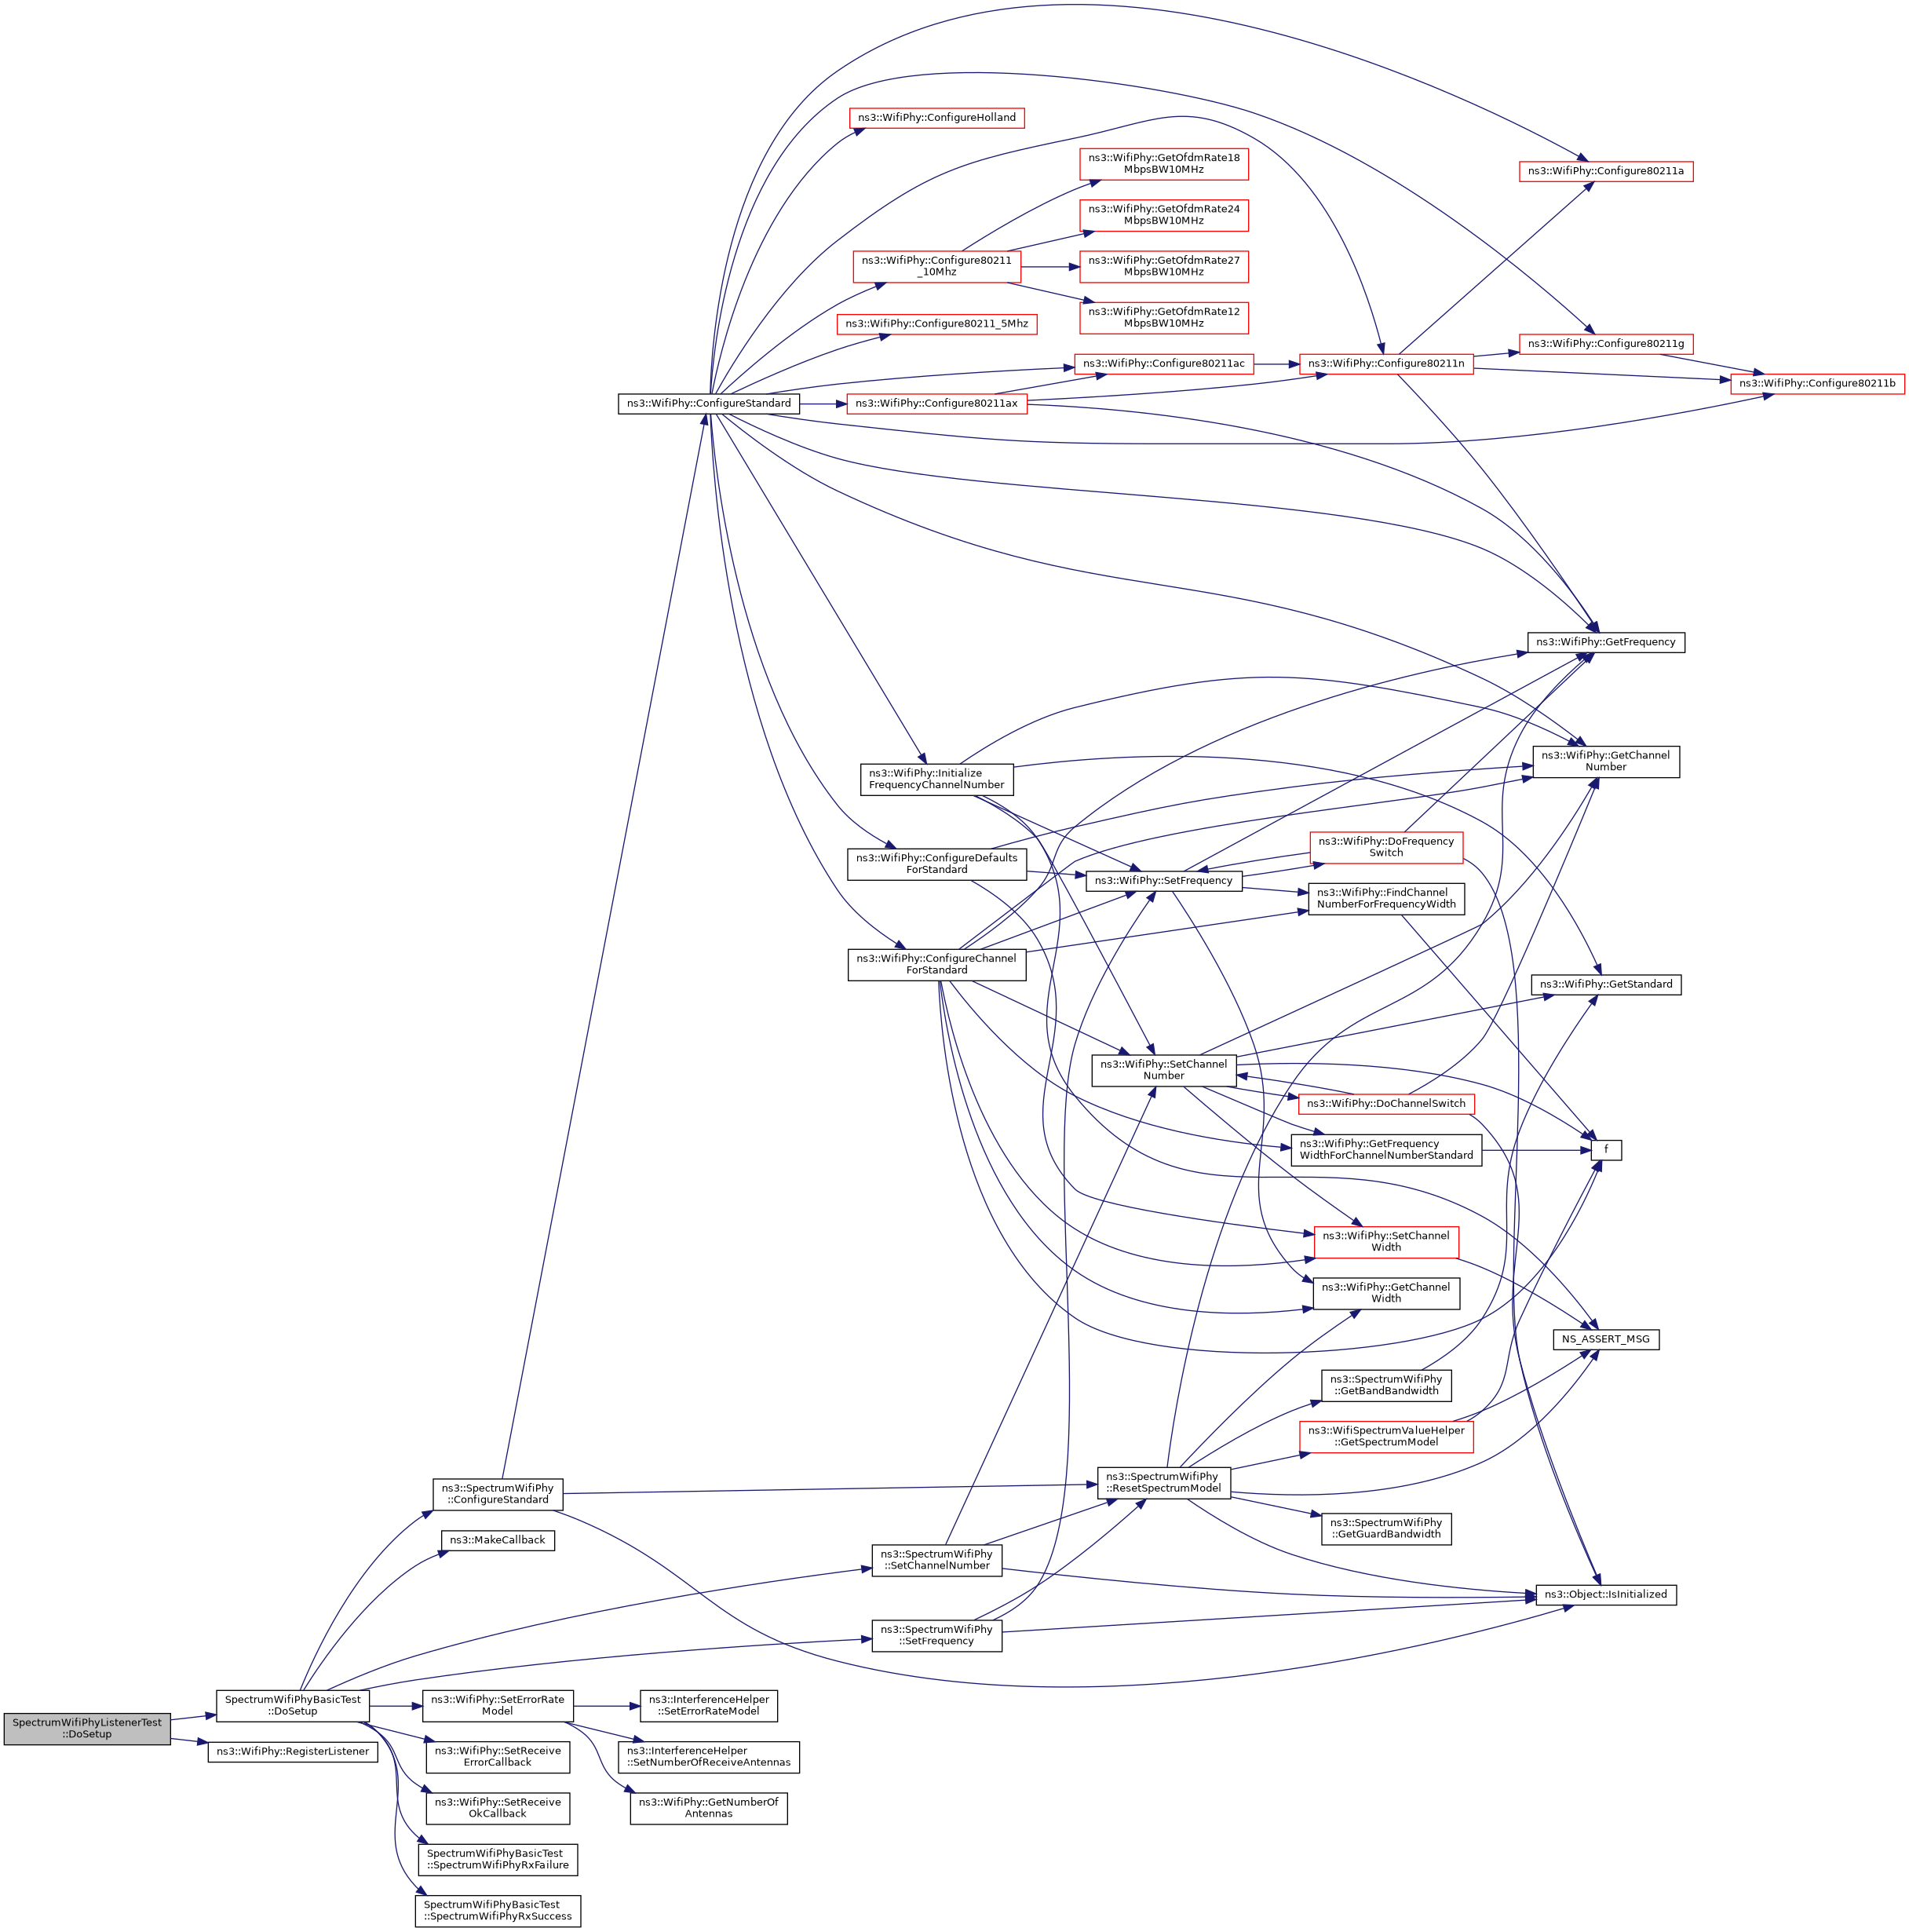 ns3::WifiPhy::ConfigureHolland
ns3::WifiPhy::GetOfdmRate18
MbpsBW10MHz
ns3::WifiPhy::Configure80211a
ns3::WifiPhy::GetOfdmRate24
MbpsBW10MHz
ns3::WifiPhy::Configure80211
_10Mhz
ns3::WifiPhy::GetOfdmRate27
MbpsBW10MHz
ns3::WifiPhy::GetOfdmRate12
MbpsBW10MHz
ns3::WifiPhy::Configure80211_5Mhz
ns3::WifiPhy::Configure80211g
ns3::WifiPhy::Configure80211ac
ns3::WifiPhy::Configure80211n
ns3::WifiPhy::Configure80211b
ns3::WifiPhy::ConfigureStandard
ns3::WifiPhy::Configure80211ax
ns3::WifiPhy::GetFrequency
ns3::WifiPhy::GetChannel
Number
ns3::WifiPhy::Initialize
FrequencyChannelNumber
ns3::WifiPhy::DoFrequency
Switch
ns3::WifiPhy::ConfigureDefaults
ForStandard
ns3::WifiPhy::SetFrequency
ns3::WifiPhy::FindChannel
NumberForFrequencyWidth
ns3::WifiPhy::ConfigureChannel
ForStandard
ns3::WifiPhy::GetStandard
ns3::WifiPhy::SetChannel
Number
ns3::WifiPhy::DoChannelSwitch
ns3::WifiPhy::GetFrequency
WidthForChannelNumberStandard
f
ns3::WifiPhy::SetChannel
Width
ns3::WifiPhy::GetChannel
Width
NS_ASSERT_MSG
ns3::SpectrumWifiPhy
::GetBandBandwidth
ns3::WifiSpectrumValueHelper
::GetSpectrumModel
ns3::SpectrumWifiPhy
::ResetSpectrumModel
ns3::SpectrumWifiPhy
::ConfigureStandard
ns3::SpectrumWifiPhy
::GetGuardBandwidth
ns3::MakeCallback
ns3::SpectrumWifiPhy
::SetChannelNumber
ns3::Object::IsInitialized
ns3::SpectrumWifiPhy
::SetFrequency
SpectrumWifiPhyBasicTest
::DoSetup
ns3::WifiPhy::SetErrorRate
Model
ns3::InterferenceHelper
::SetErrorRateModel
SpectrumWifiPhyListenerTest
::DoSetup
ns3::WifiPhy::RegisterListener
ns3::WifiPhy::SetReceive
ErrorCallback
ns3::InterferenceHelper
::SetNumberOfReceiveAntennas
ns3::WifiPhy::SetReceive
OkCallback
ns3::WifiPhy::GetNumberOf
Antennas
SpectrumWifiPhyBasicTest
::SpectrumWifiPhyRxFailure
SpectrumWifiPhyBasicTest
::SpectrumWifiPhyRxSuccess